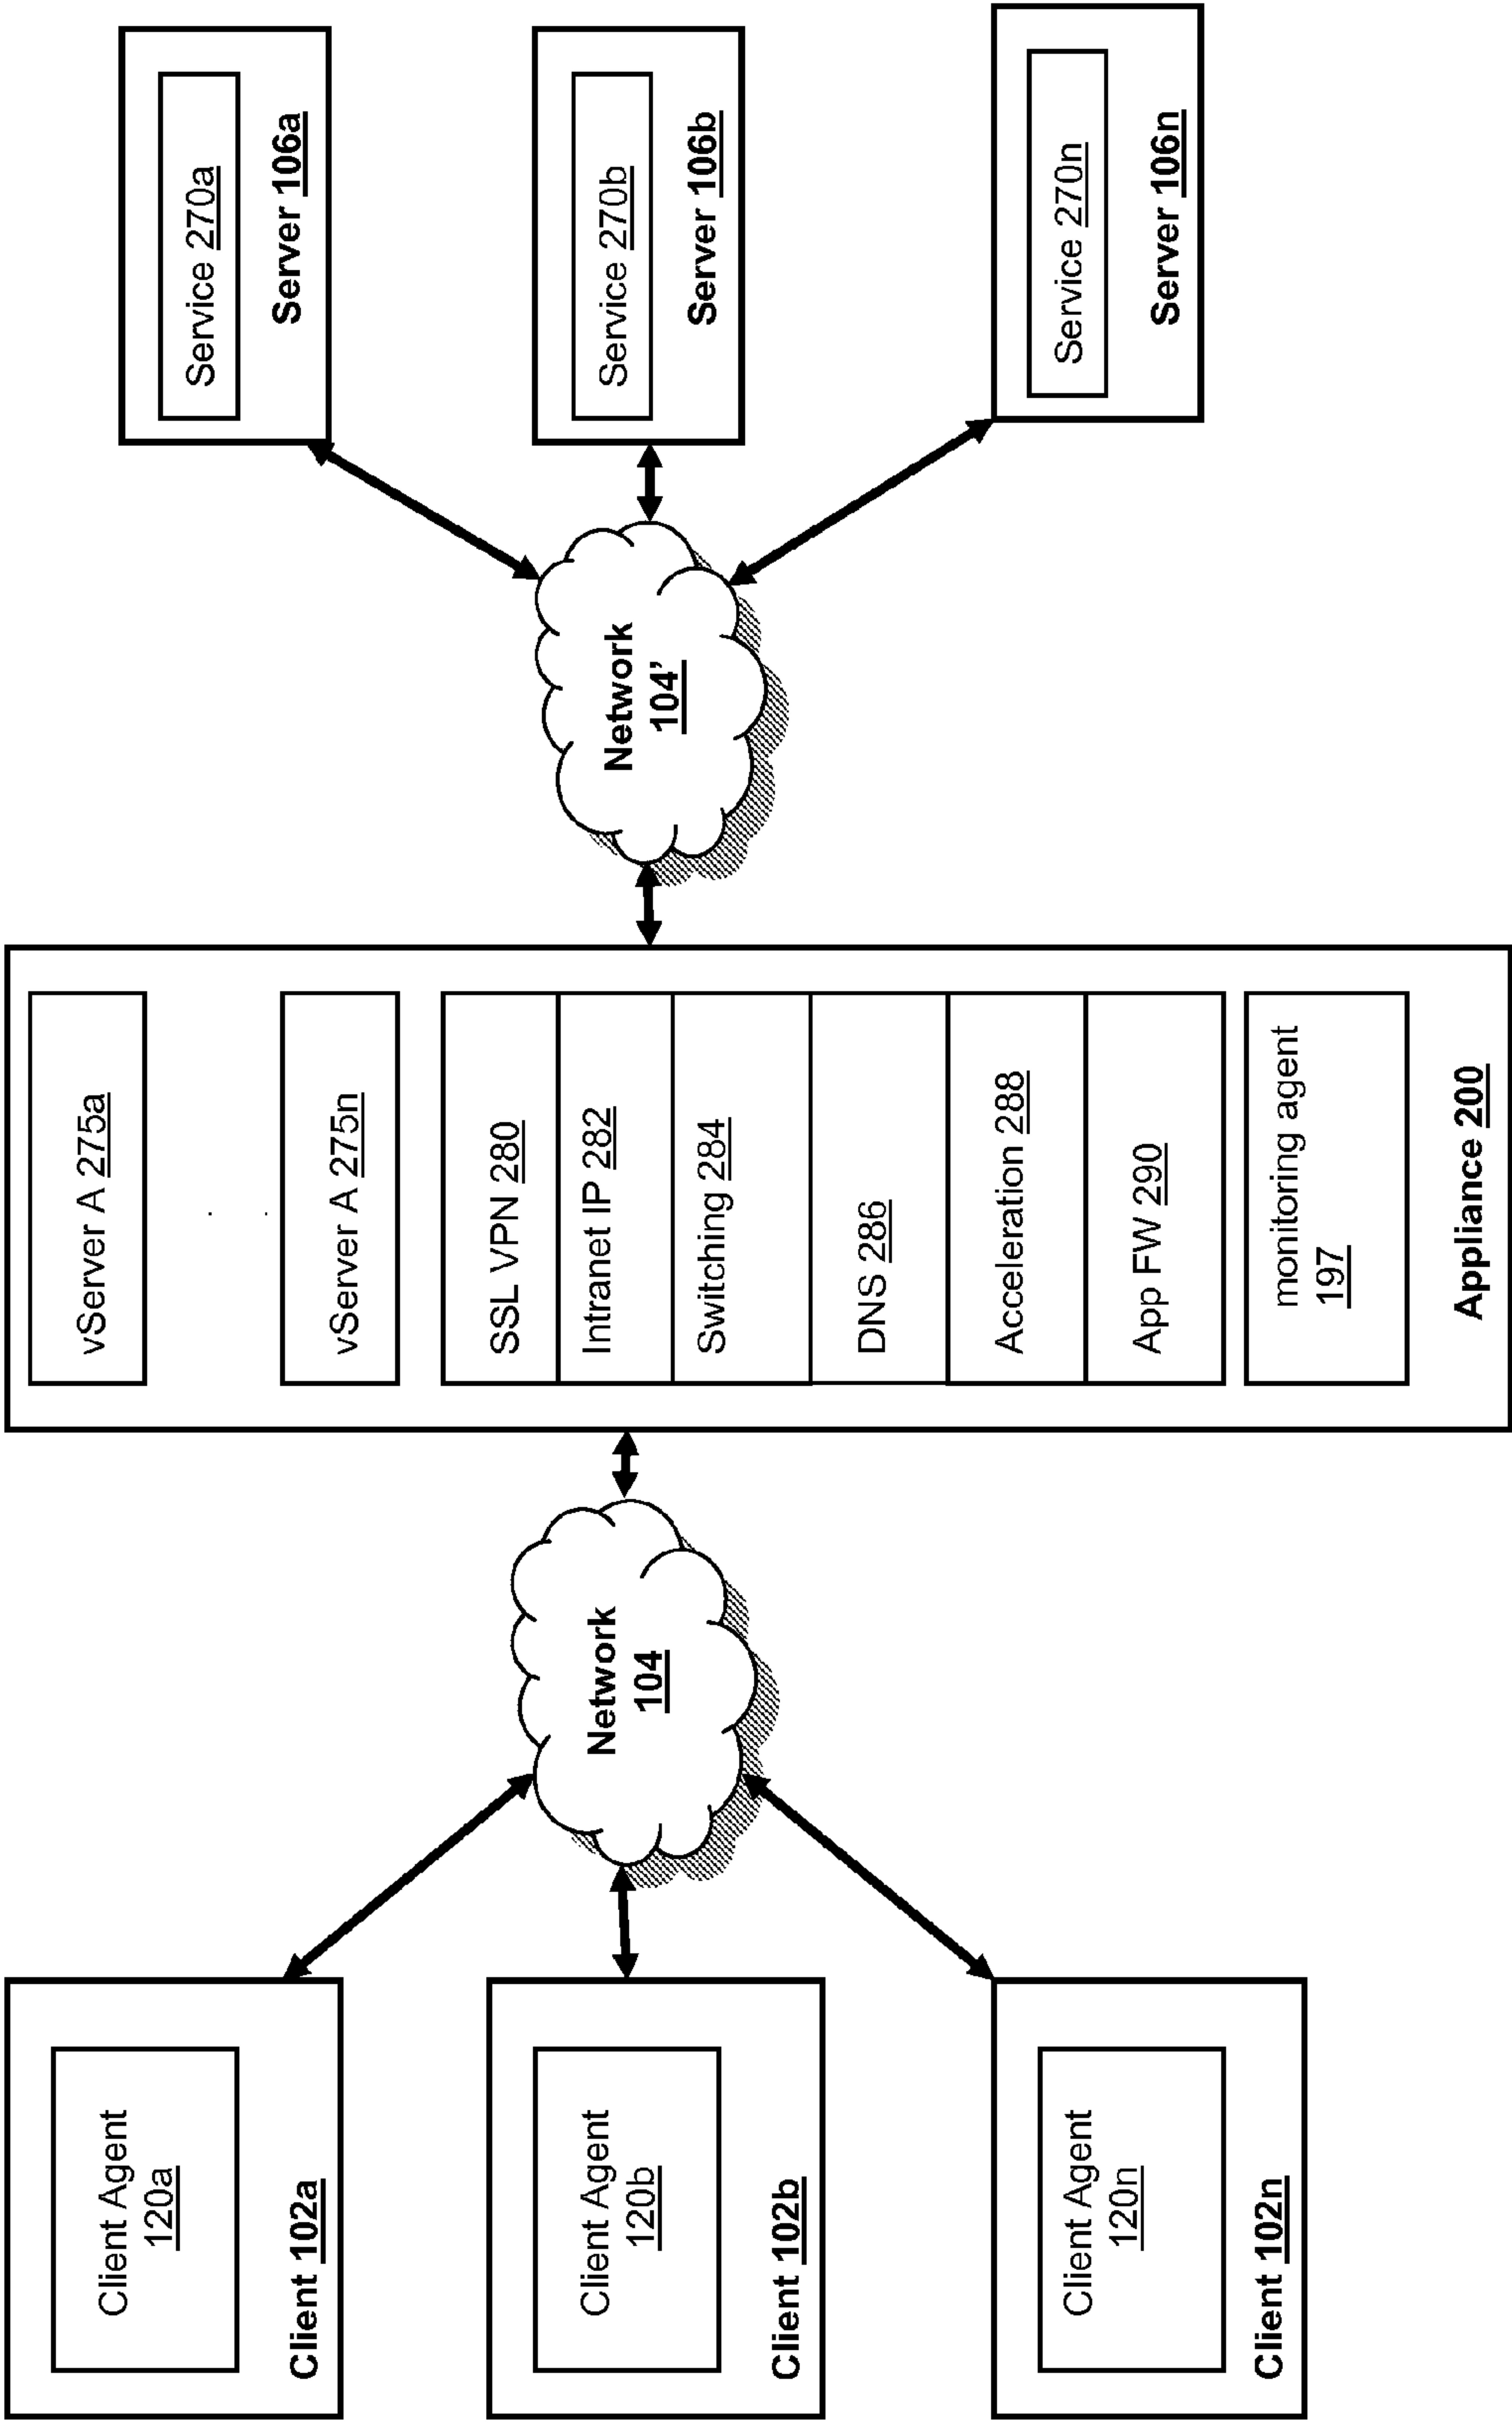 Client Agent
120a
Client 102a
Client Agent
120b
Client 102b
Client Agent
120n
Client 102n
Network
104
vServer A 275a
vServer A 275n
SSL VPN 280
Intranet IP 282
Switching 284
DNS 286
Acceleration 288
App FW 290
monitoring agent
197
Appliance 200
Network
104’
Service 270a
Server 106a
Service 270b
Server 106b
Service 270n
Server 106n